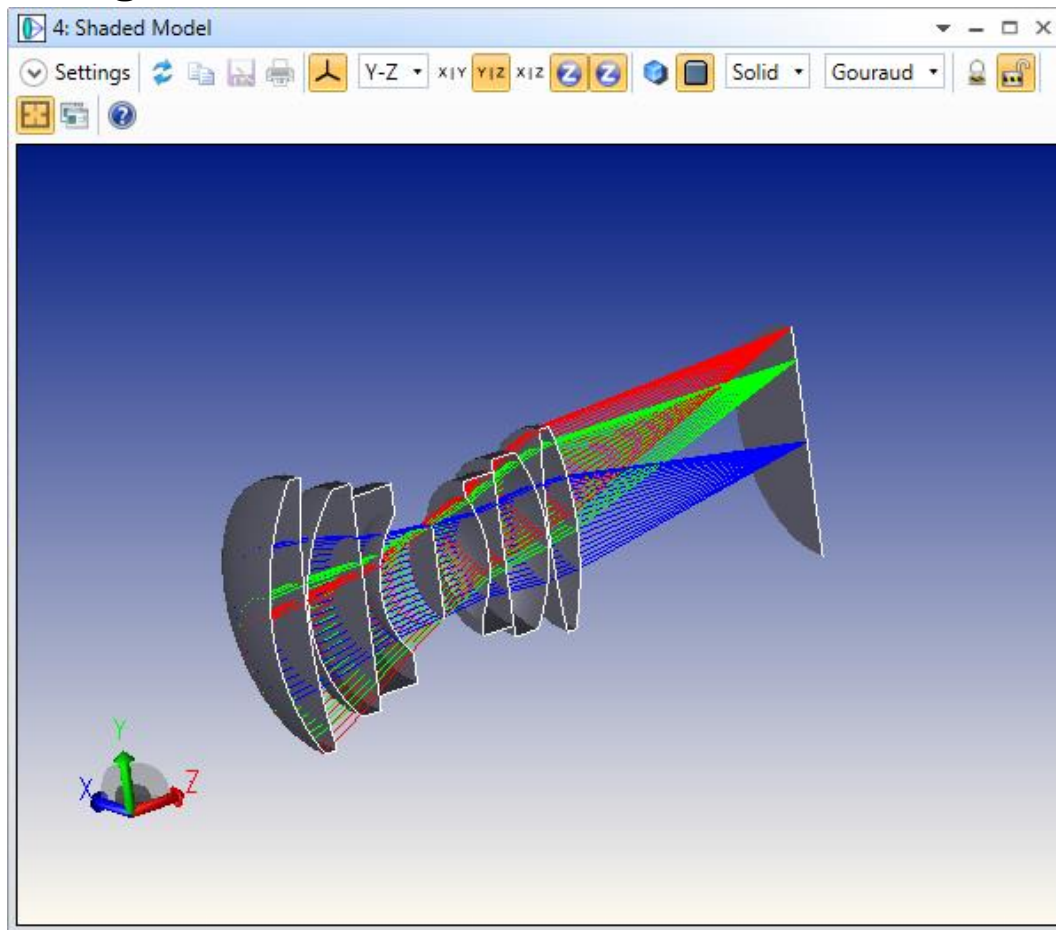 4: Shaded Model
Settings Y-Z X|Y Y|Z X|Z Z Z Solid Gouraud
?
Y
X Z